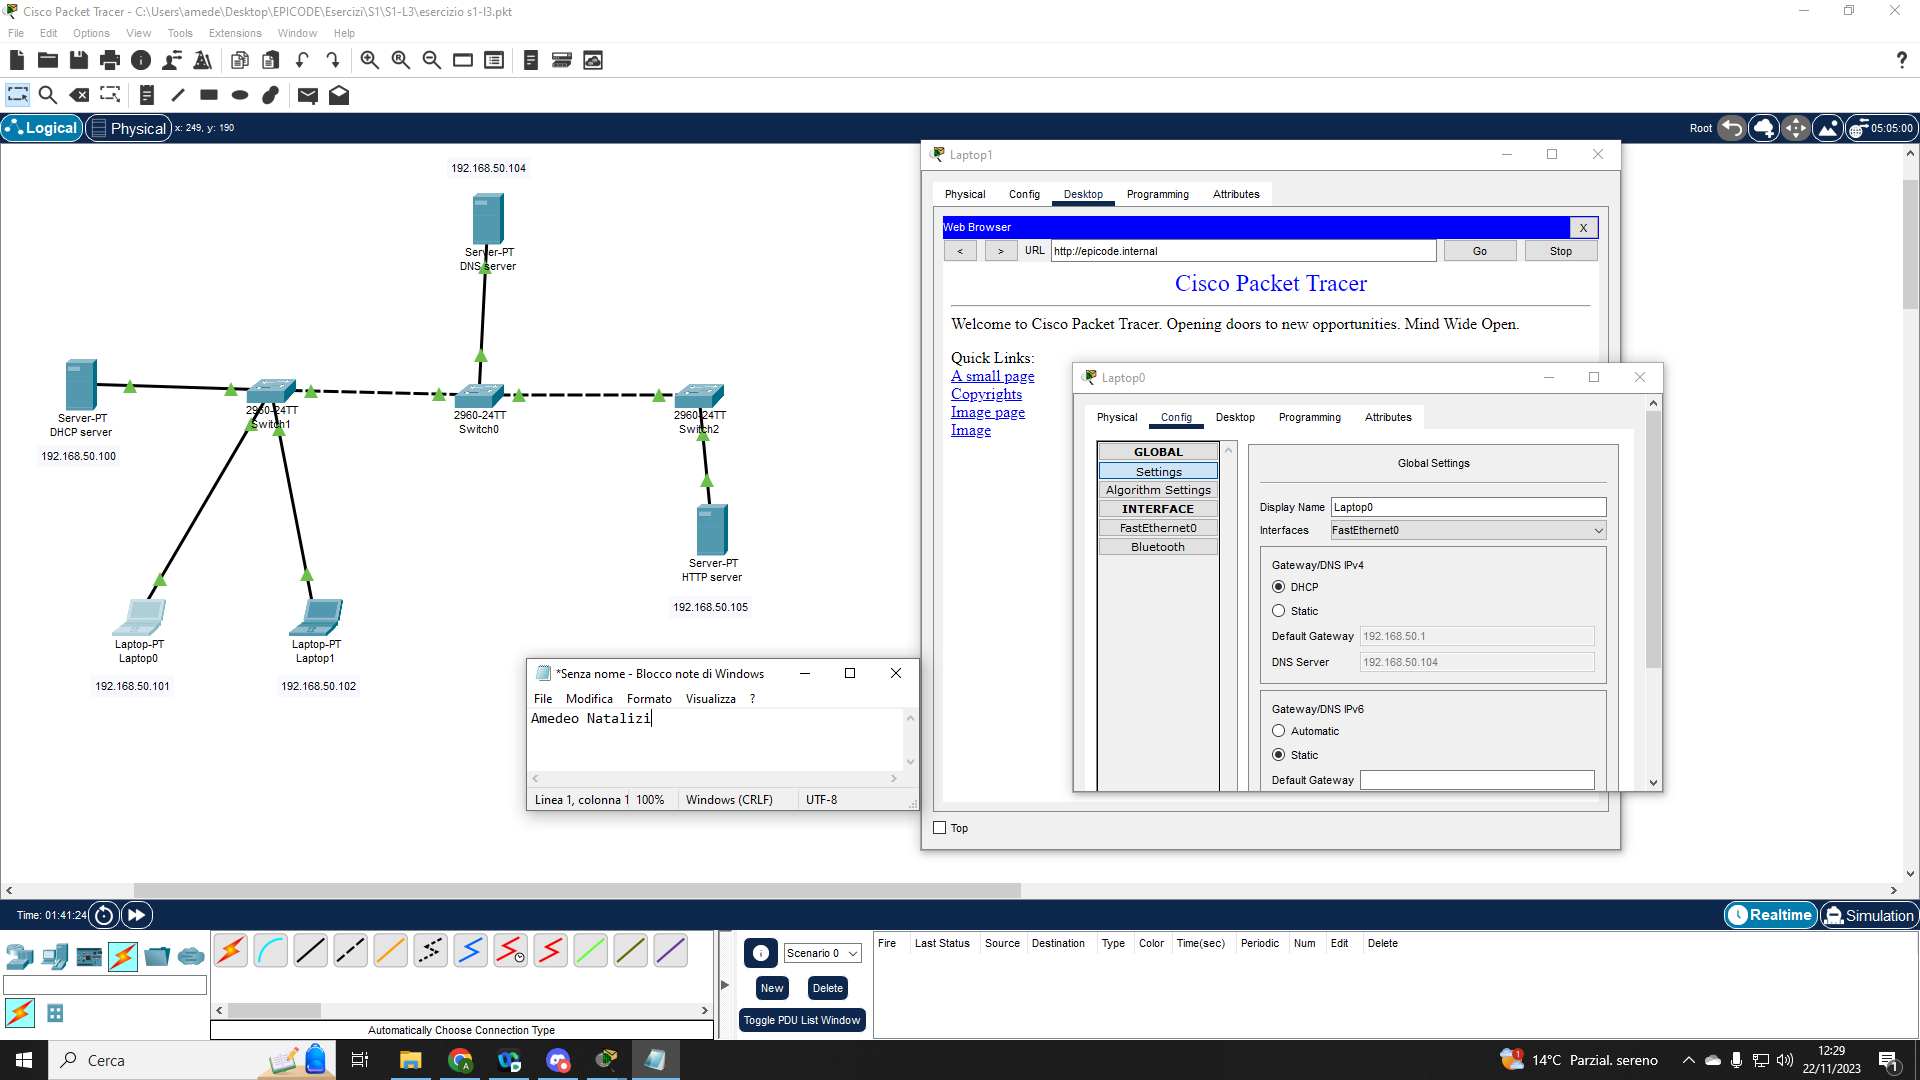 Cisco Packet Tracer - C:\Users\amede\Desktop\EPICODE\Esercizi\S1\S1-L3\esercizio s1-l3.pkt
File Edit Options View Tools Extensions Window Help
Logical Physical x: 249, y: 190
Root 05:05:00
192.168.50.104
Server-PT
DNS server
Server-PT
DHCP server
192.168.50.100
2960-24TT
Switch1
2960-24TT
Switch0
2960-24TT
Switch2
Server-PT
HTTP server
192.168.50.105
Laptop-PT
Laptop0
192.168.50.101
Laptop-PT
Laptop1
192.168.50.102
Laptop1
Physical Config Desktop Programming Attributes
Web Browser X
< > URL http://epicode.internal Go Stop
Cisco Packet Tracer
Welcome to Cisco Packet Tracer. Opening doors to new opportunities. Mind Wide Open.
Quick Links:
A small page
Copyrights
Image page
Image
Top
Laptop0
Physical Config Desktop Programming Attributes
GLOBAL
Settings
Algorithm Settings
INTERFACE
FastEthernet0
Bluetooth
Global Settings
Display Name Laptop0
Interfaces FastEthernet0
Gateway/DNS IPv4
DHCP
Static
Default Gateway 192.168.50.1
DNS Server 192.168.50.104
Gateway/DNS IPv6
Automatic
Static
Default Gateway
*Senza nome - Blocco note di Windows
File Modifica Formato Visualizza ?
Amedeo Natalizi
Linea 1, colonna 1 100% Windows (CRLF) UTF-8
Time: 01:41:24
Realtime Simulation
Scenario 0
New Delete
Toggle PDU List Window
Fire Last Status Source Destination Type Color Time(sec) Periodic Num Edit Delete
Automatically Choose Connection Type
Cerca
14°C Parzial. sereno
12:29
22/11/2023